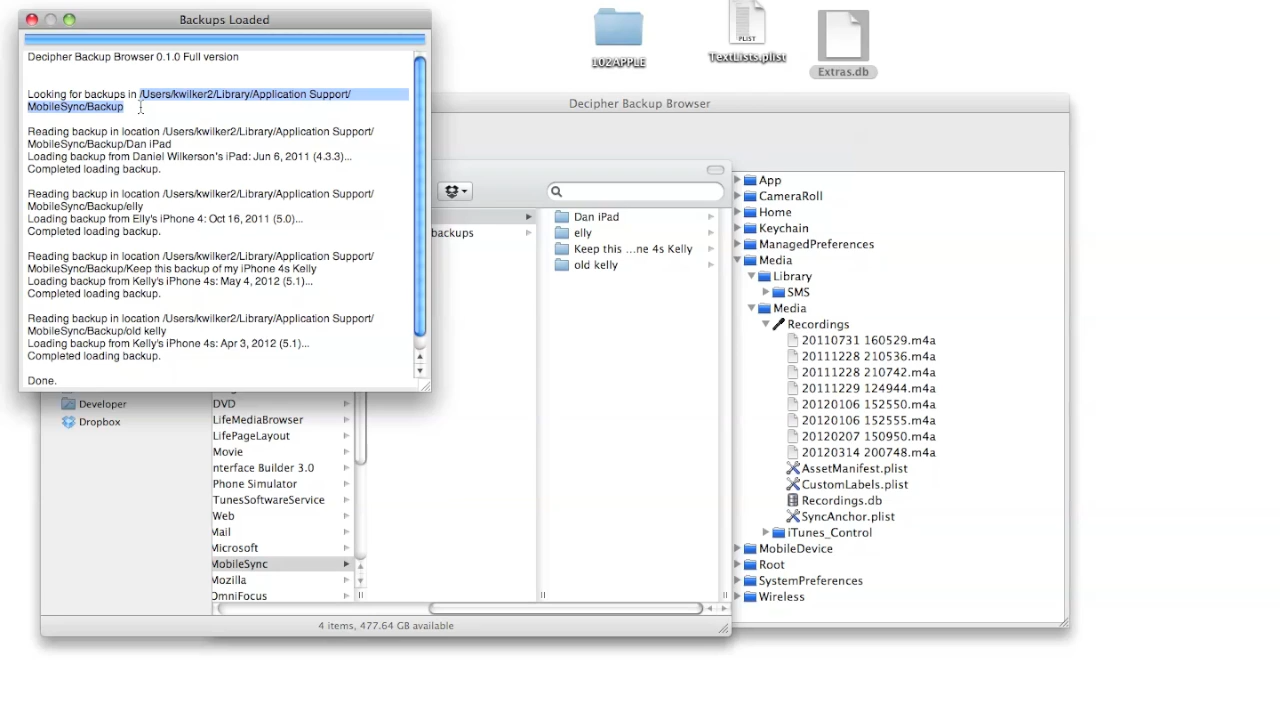 Backups Loaded
Decipher Backup Browser 0.1.0 Full version
Looking for backups in /Users/kwilker2/Library/Application Support/
MobileSync/Backup
Reading backup in location /Users/kwilker2/Library/Application Support/
MobileSync/Backup/Dan iPad
Loading backup from Daniel Wilkerson's iPad: Jun 6, 2011 (4.3.3)...
Completed loading backup.
Reading backup in location /Users/kwilker2/Library/Application Support/
MobileSync/Backup/elly
Loading backup from Elly's iPhone 4: Oct 16, 2011 (5.0)...
Completed loading backup.
Reading backup in location /Users/kwilker2/Library/Application Support/
MobileSync/Backup/Keep this backup of my iPhone 4s Kelly
Loading backup from Kelly's iPhone 4s: May 4, 2012 (5.1)...
Completed loading backup.
Reading backup in location /Users/kwilker2/Library/Application Support/
MobileSync/Backup/old kelly
Loading backup from Kelly's iPhone 4s: Apr 3, 2012 (5.1)...
Completed loading backup.
Done.
102APPLE
PLIST
TextLists.plist
Extras.db
Decipher Backup Browser
backups
Dan iPad
elly
Keep this ...ne 4s Kelly
old kelly
Developer
Dropbox
DVD
LifeMediaBrowser
LifePageLayout
Movie
nterface Builder 3.0
Phone Simulator
TunesSoftwareService
Web
Mail
Microsoft
MobileSync
Mozilla
OmniFocus
4 items, 477.64 GB available
App
CameraRoll
Home
Keychain
ManagedPreferences
Media
Library
SMS
Media
Recordings
20110731 160529.m4a
20111228 210536.m4a
20111228 210742.m4a
20111229 124944.m4a
20120106 152550.m4a
20120106 152555.m4a
20120207 150950.m4a
20120314 200748.m4a
AssetManifest.plist
CustomLabels.plist
Recordings.db
SyncAnchor.plist
iTunes_Control
MobileDevice
Root
SystemPreferences
Wireless